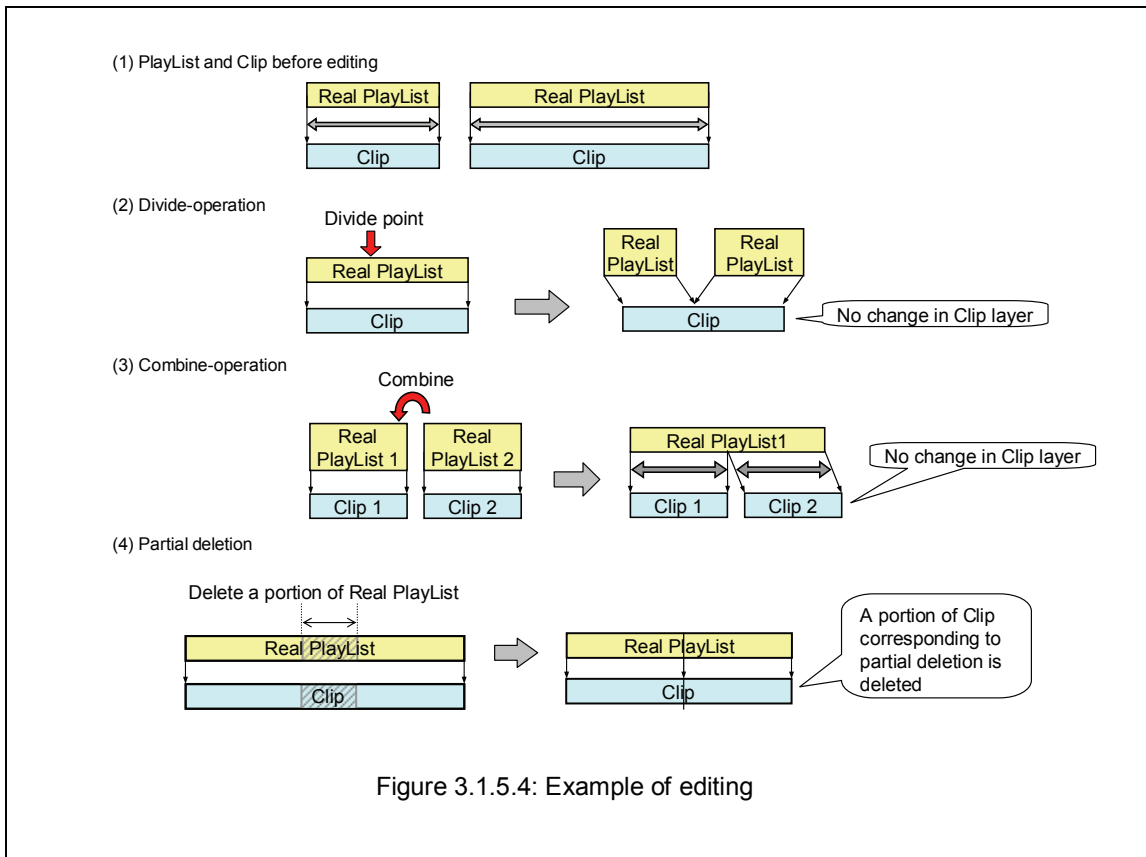 (1) PlayList and Clip before editing
Real PlayList
Real PlayList
Clip
Clip
(2) Divide-operation
Divide point
Real PlayList
Clip
Real
PlayList
Real
PlayList
Clip
No change in Clip layer
(3) Combine-operation
Combine
Real
PlayList 1
Real
PlayList 2
Clip 1
Clip 2
Real PlayList1
Clip 1
Clip 2
No change in Clip layer
(4) Partial deletion
Delete a portion of Real PlayList
Real PlayList
Clip
Real PlayList
Clip
A portion of Clip
corresponding to
partial deletion is
deleted
Figure 3.1.5.4: Example of editing